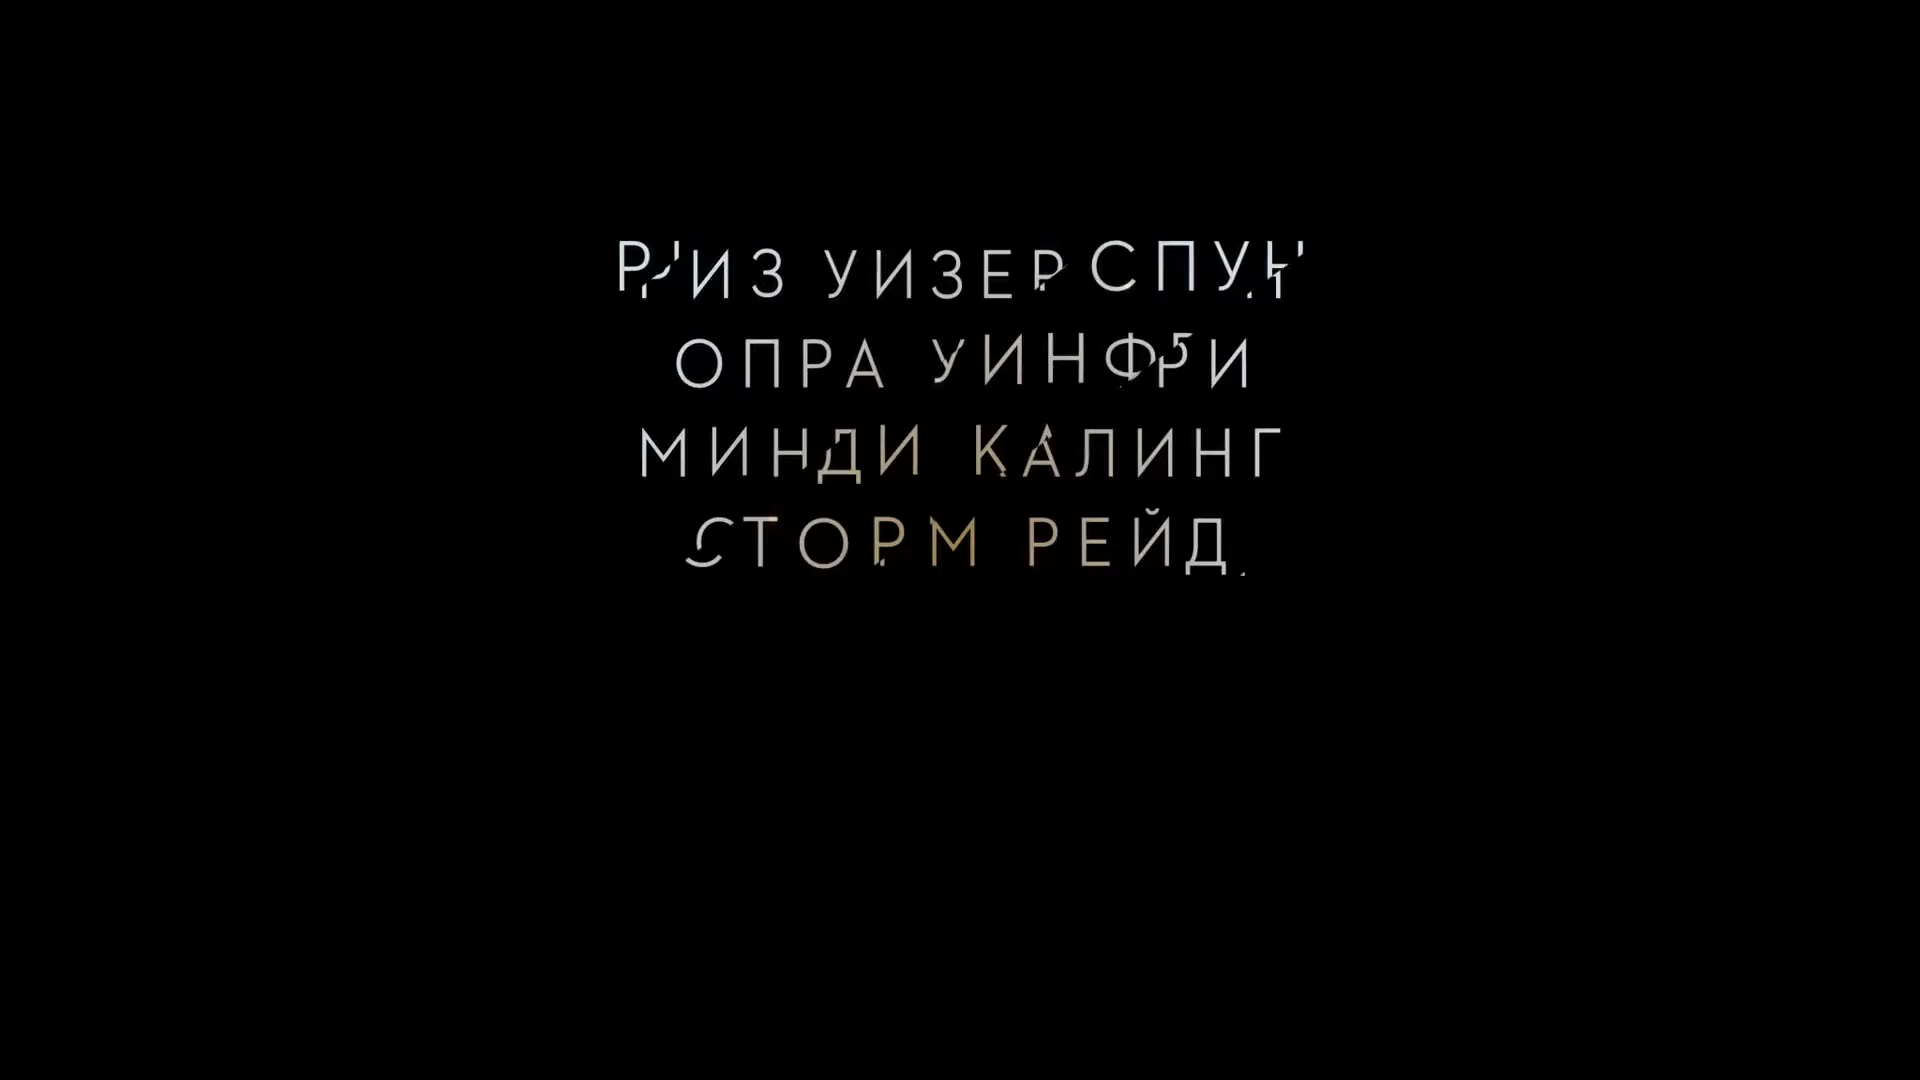 РИЗ УИЗЕРСПУН
ОПРА УИНФРИ
МИНДИ КАЛИНГ
СТОРМ РЕЙД